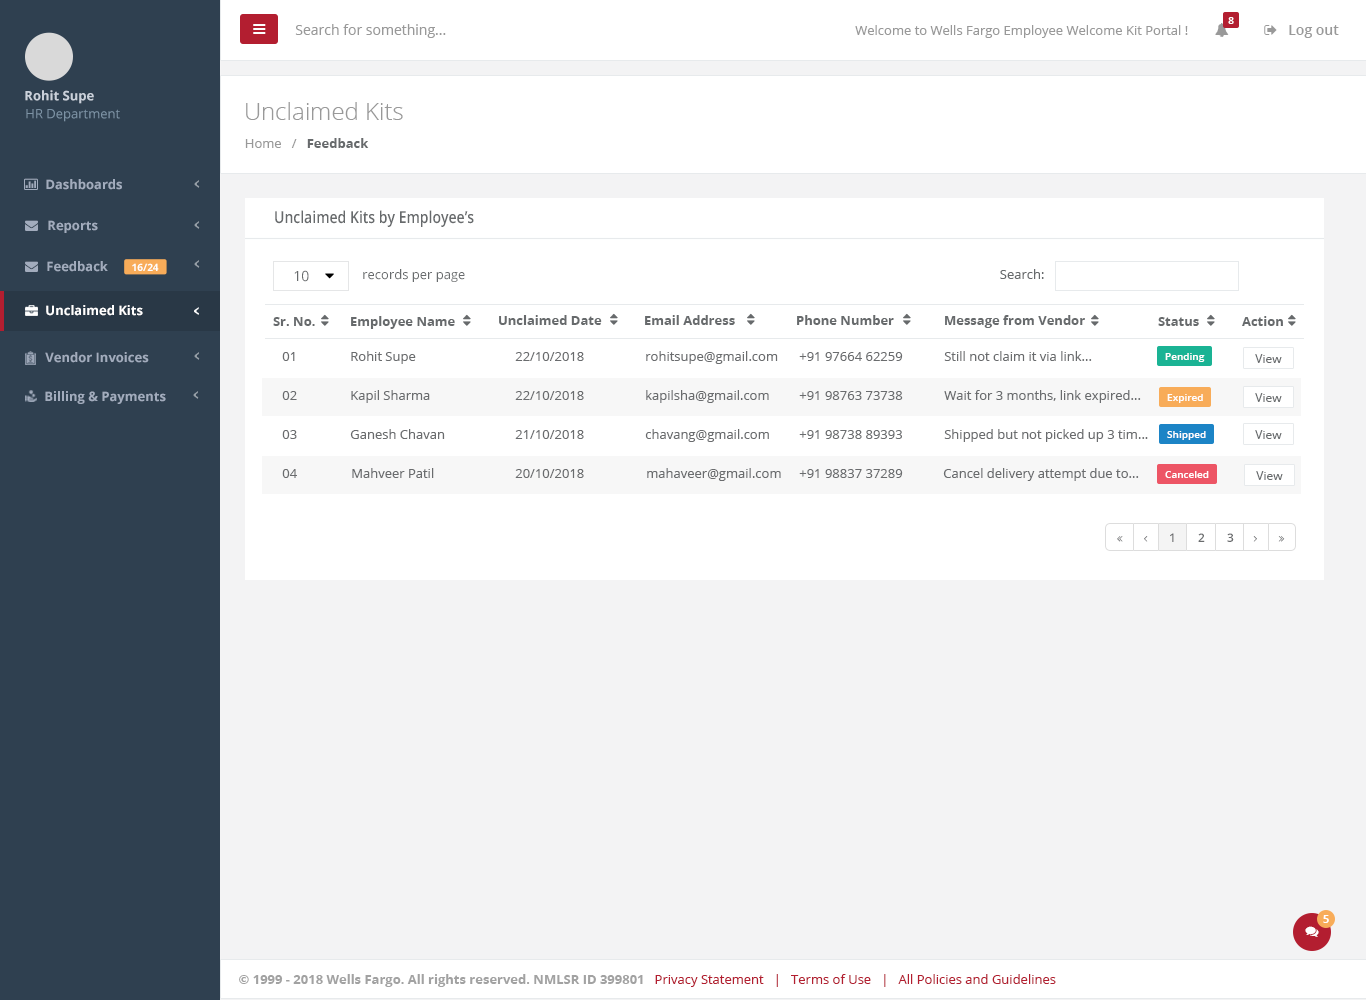 Rohit Supe
HR Department
Dashboards
Reports
Feedback 16/24
Unclaimed Kits
Vendor Invoices
Billing & Payments
Search for something... Welcome to Wells Fargo Employee Welcome Kit Portal ! 8 Log out
Unclaimed Kits
Home / Feedback
Unclaimed Kits by Employee's
10 records per page Search:
Sr. No. Employee Name Unclaimed Date Email Address Phone Number Message from Vendor Status Action
01 Rohit Supe 22/10/2018 rohitsupe@gmail.com +91 97664 62259 Still not claim it via link... Pending View
02 Kapil Sharma 22/10/2018 kapilsha@gmail.com +91 98763 73738 Wait for 3 months, link expired... Expired View
03 Ganesh Chavan 21/10/2018 chavang@gmail.com +91 98738 89393 Shipped but not picked up 3 tim... Shipped View
04 Mahveer Patil 20/10/2018 mahaveer@gmail.com +91 98837 37289 Cancel delivery attempt due to... Canceled View
« ‹ 1 2 3 › »
5
© 1999 - 2018 Wells Fargo. All rights reserved. NMLSR ID 399801 Privacy Statement | Terms of Use | All Policies and Guidelines